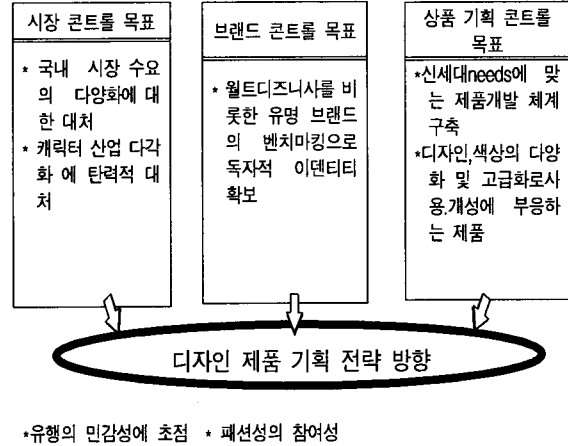 시장 콘트롤 목표
* 국내 시장 수요
의 다양화에 대
한 대처
* 캐릭터 산업 다각
화 에 탄력적 대
처
브랜드 콘트롤 목표
* 월트디즈니사를 비
롯한 유명 브랜드
의 벤치마킹으로
독자적 이덴티티
확보
상품 기획 콘트롤
목표
*신세대needs에 맞
는 제품개발 체계
구축
*디자인,색상의 다양
화 및 고급화로사
용.개성에 부응하
는 제품
디자인 제품 기획 전략 방향
*유행의 민감성에 초점 * 패션성의 참여성